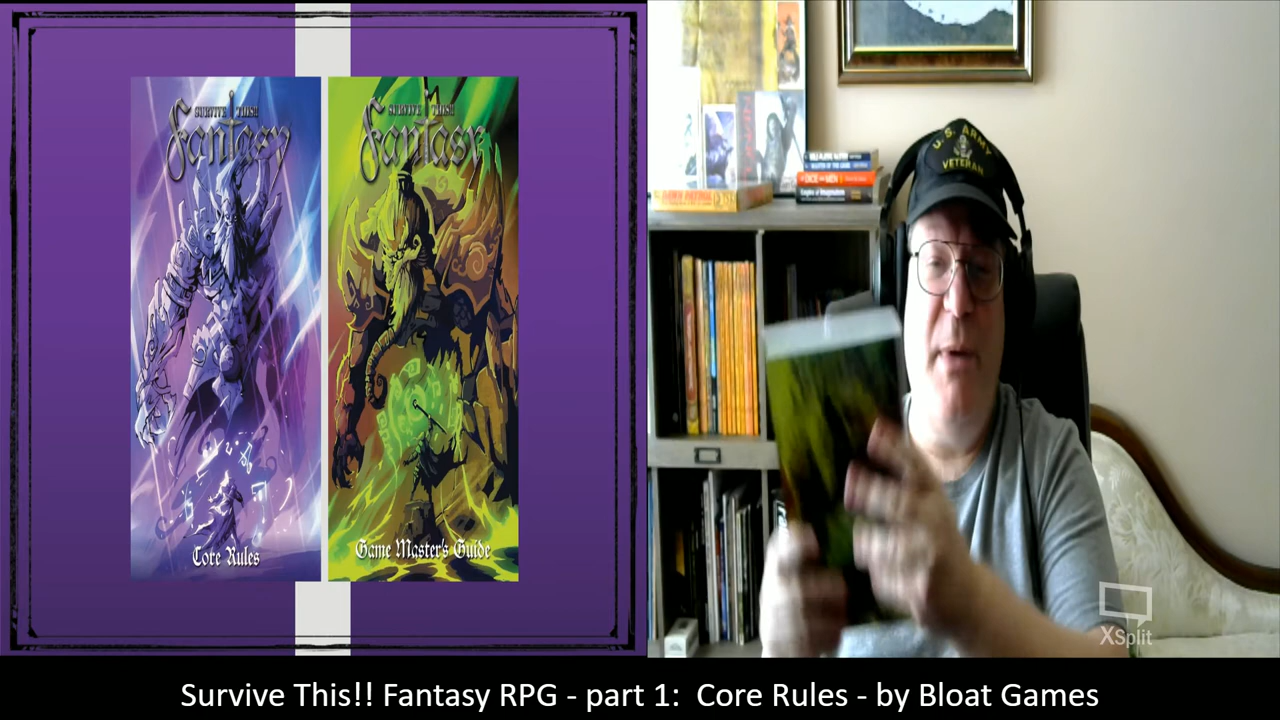 SURVIVE THIS!!
Fantasy
Core Rules
SURVIVE THIS!!
Fantasy
Game Master's Guide
U.S. ARMY
VETERAN
XSplit
Survive This!! Fantasy RPG - part 1:  Core Rules - by Bloat Games